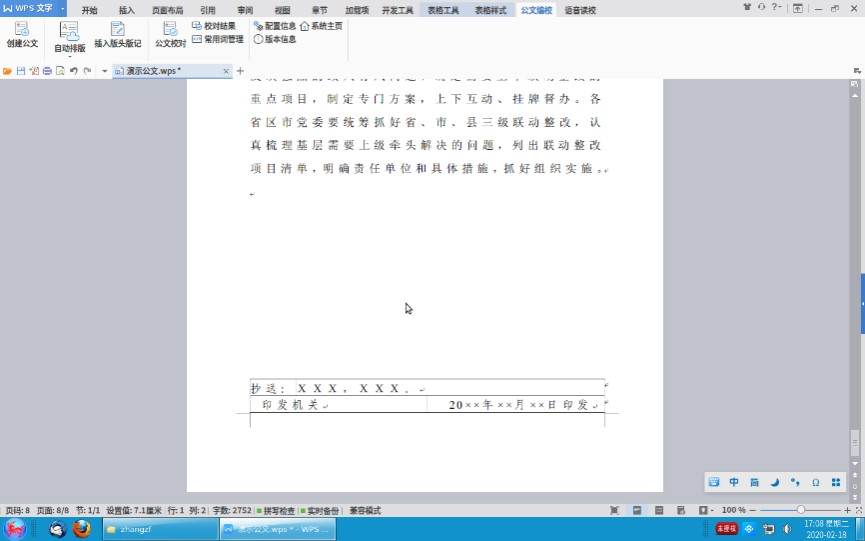 WPS 文字
开始 插入 页面布局 引用 审阅 视图 章节 加载项 开发工具 表格工具 表格样式 公文编校 语音读校
创建公文 自动排版 插入版头版记 公文校对 校对结果 常用词管理 配置信息 系统主页 版本信息
演示公文.wps *
重点项目，制定专门方案，上下互动、挂牌督办。各
省区市党委要统筹抓好省、市、县三级联动整改，认
真梳理基层需要上级牵头解决的问题，列出联动整改
项目清单，明确责任单位和具体措施，抓好组织实施。
抄送：XXX，XXX。
印发机关 20××年××月××日印发
中 简
页码: 8 页面: 8/8 节: 1/1 设置值: 7.1厘米 行: 1 列: 2 字数: 2752 拼写检查 实时备份 兼容模式 100 %
zhangzf 演示公文.wps * - WPS ... 未授权 17:08 星期二
2020-02-18